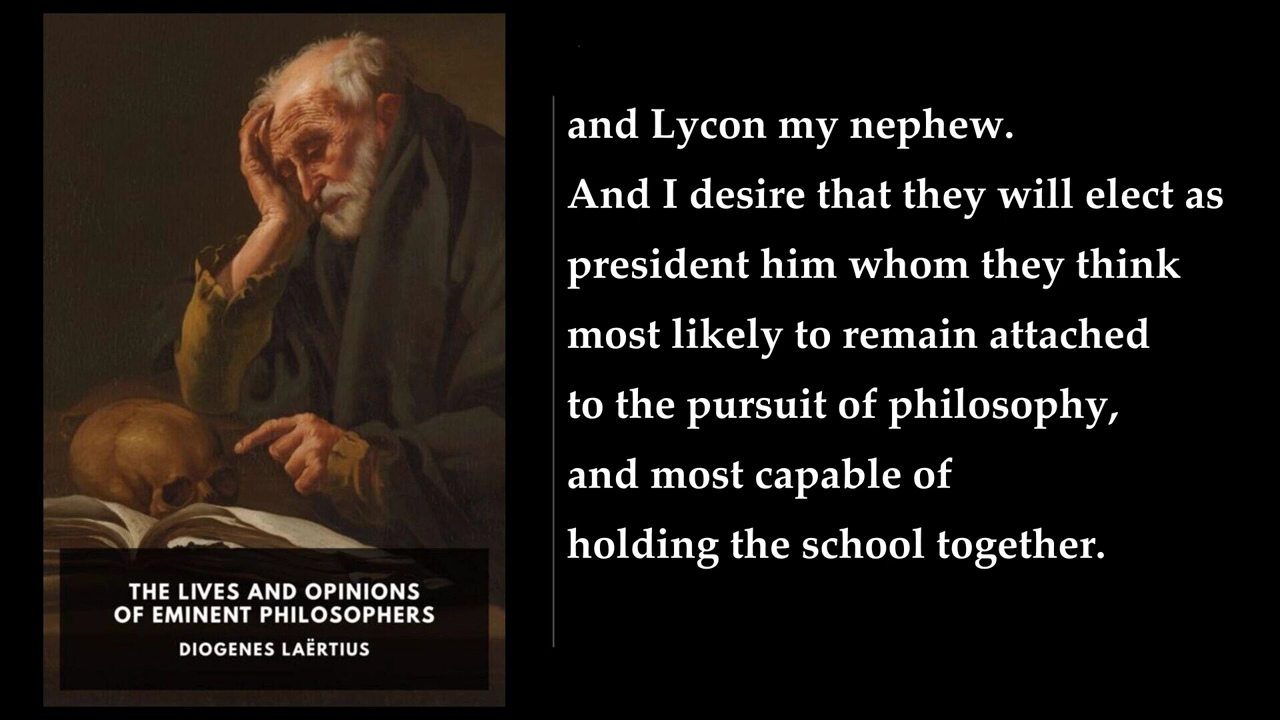 THE LIVES AND OPINIONS
OF EMINENT PHILOSOPHERS
DIOGENES LAËRTIUS
and Lycon my nephew.
And I desire that they will elect as
president him whom they think
most likely to remain attached
to the pursuit of philosophy,
and most capable of
holding the school together.